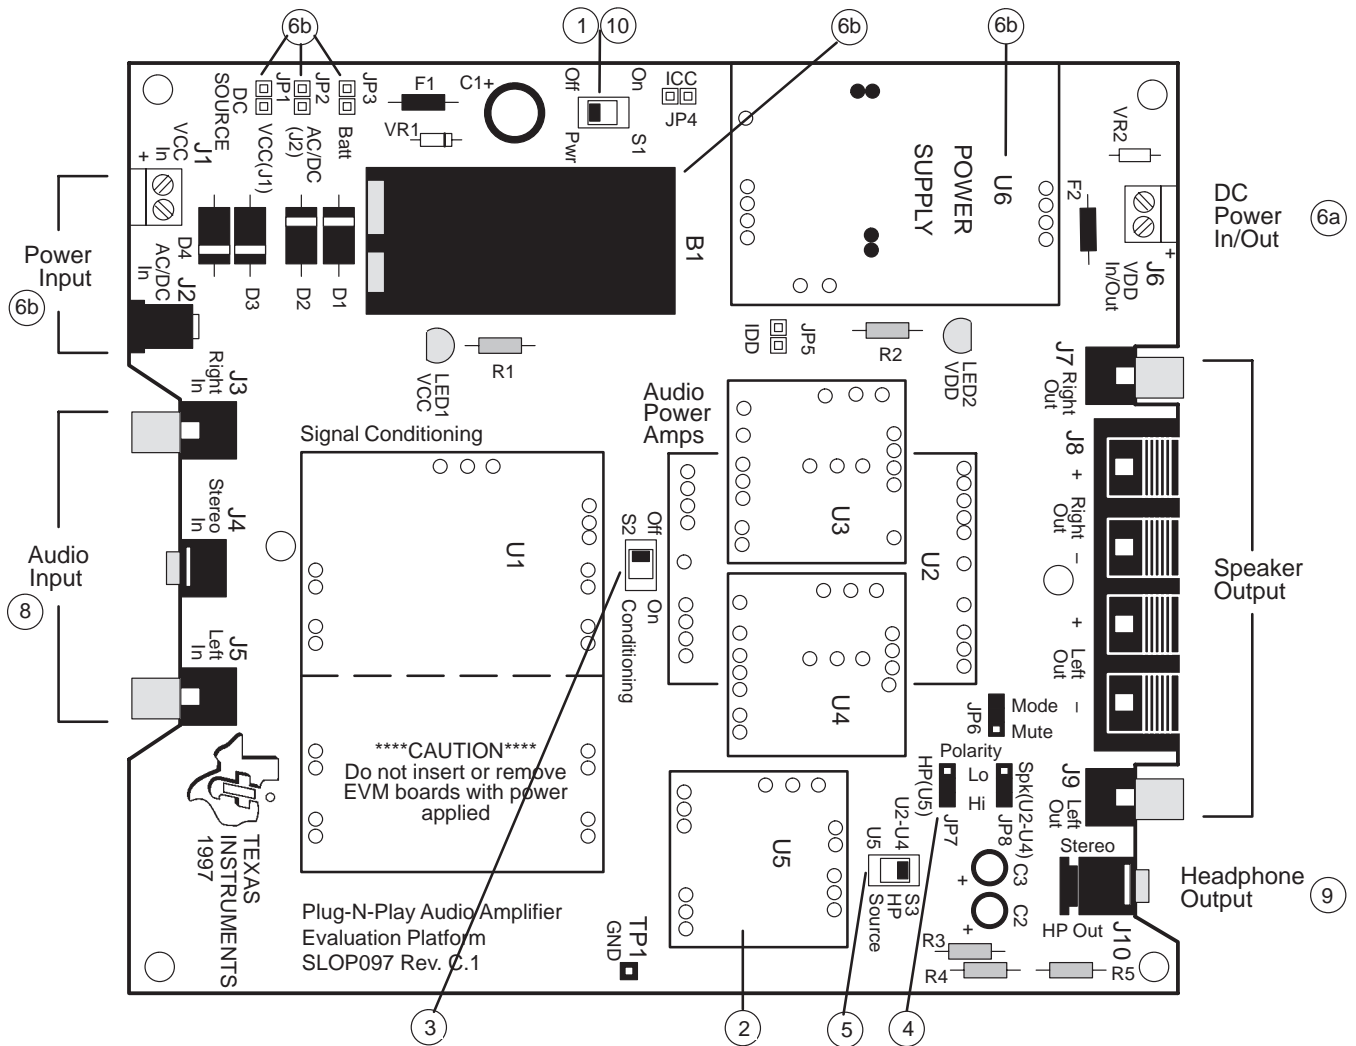 6b
1
10
6b
6b
DC
SOURCE
JP1
VCC(J1)
JP2
AC/DC
(J2)
JP3
Batt
F1
VR1
C1+
Off
On
Pwr
S1
ICC
JP4
POWER
SUPPLY
U6
VR2
F2
J1
VCC
In
+
Power
Input
6b
D4
AC/DC
In
J2
D3
D2
D1
B1
DC
Power
In/Out
6a
J6
VDD
In/Out
+
LED1
VCC
R1
IDD
JP5
R2
LED2
VDD
J3
Right
In
J7
Right
Out
Signal Conditioning
Audio
Power
Amps
J8
+
Right
Out
–
+
Left
Out
–
Stereo
In
J4
Audio
Input
8
J5
Left
In
U1
S2
Off
On
Conditioning
U3
U2
U4
Speaker
Output
JP6
Mode
Mute
Polarity
HP(U5)
Lo
Hi
Spk(U2-U4)
JP7
JP8
J9
Left
Out
****CAUTION****
Do not insert or remove
EVM boards with power
applied
TEXAS
INSTRUMENTS
1997
U5
U5
U2-U4
S3
HP
Source
+
C3
C2
+
Stereo
HP Out
J10
Headphone
Output
9
Plug-N-Play Audio Amplifier
Evaluation Platform
SLOP097 Rev. C.1
TP1
GND
R3
R4
R5
3
2
5
4